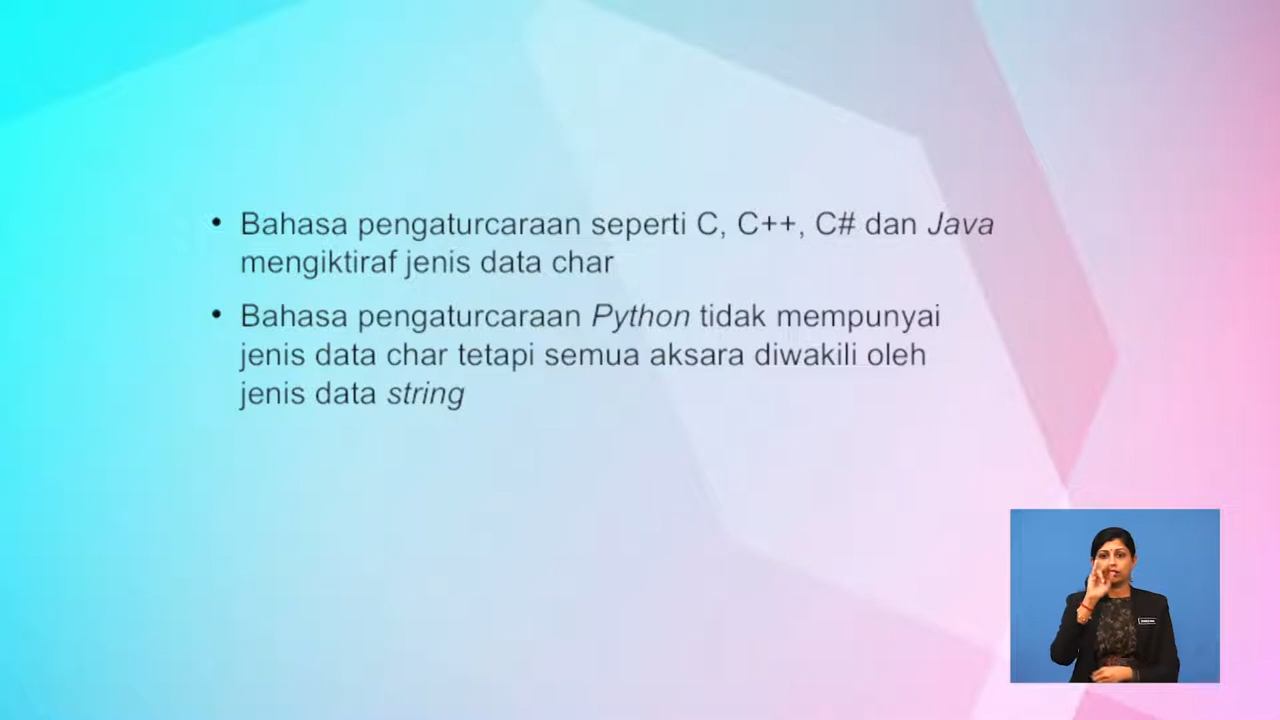 • Bahasa pengaturcaraan seperti C, C++, C# dan Java
mengiktiraf jenis data char
• Bahasa pengaturcaraan Python tidak mempunyai
jenis data char tetapi semua aksara diwakili oleh
jenis data string